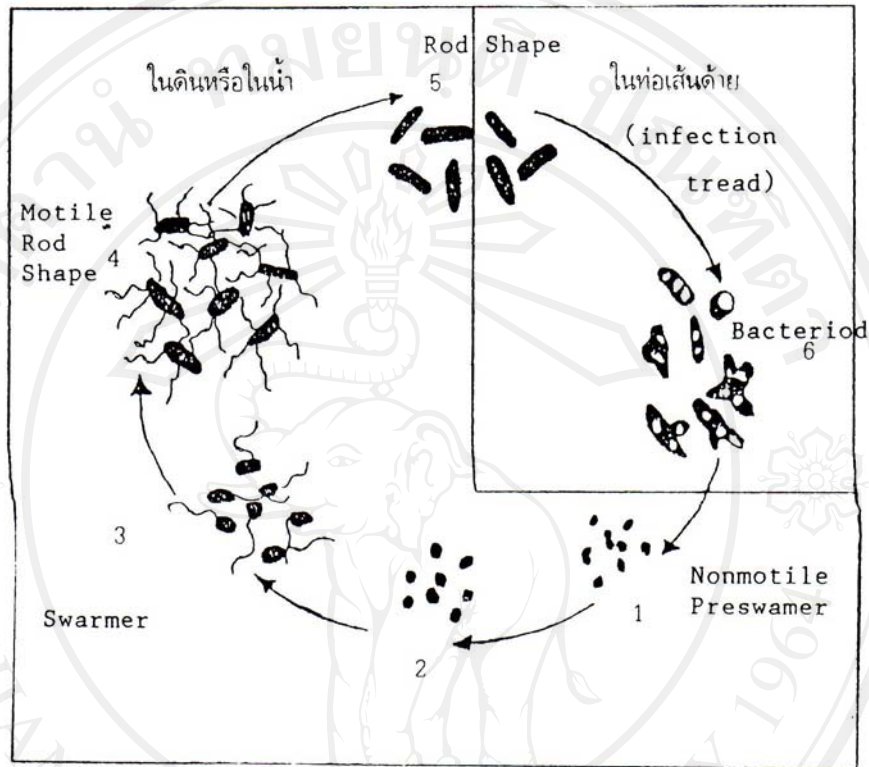 Rod Shape
5
ในดินหรือในน้ำ
ในท่อเส้นด้าย
(infection
tread)
Motile
Rod
Shape 4
Bacteriod
6
3
Swarmer
2
1
Nonmotile
Preswamer
1964